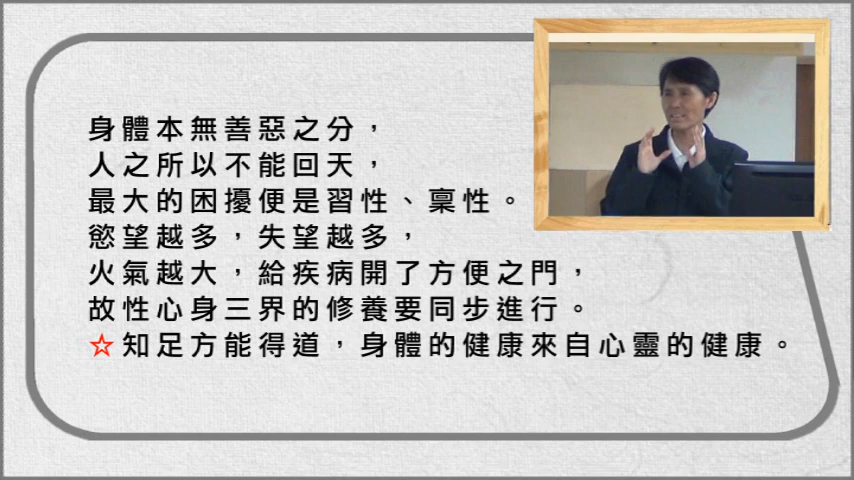 身體本無善惡之分，
人之所以不能回天，
最大的困擾便是習性、稟性。
慾望越多，失望越多，
火氣越大，給疾病開了方便之門，
故性心身三界的修養要同步進行。
☆知足方能得道，身體的健康來自心靈的健康。